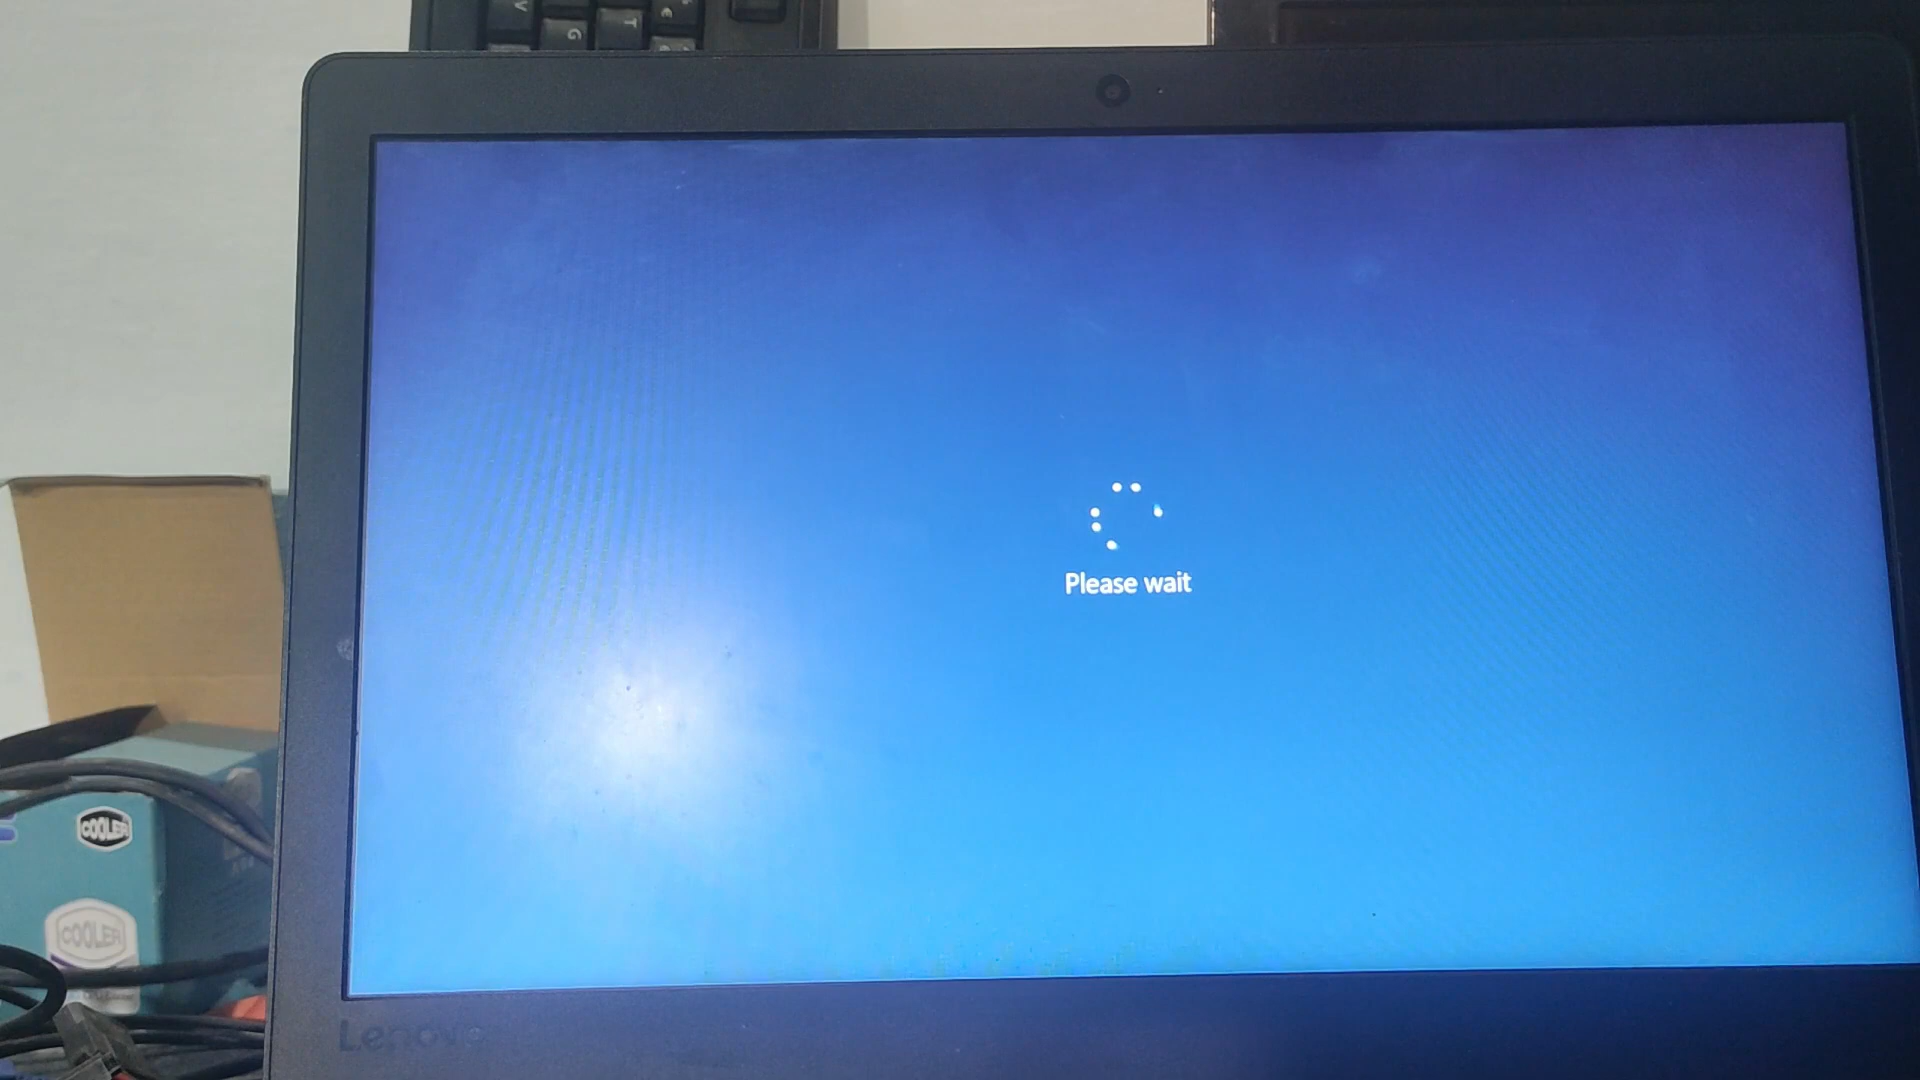 V
G
T
€
Please wait
COOLER
COOLER
Lenovo